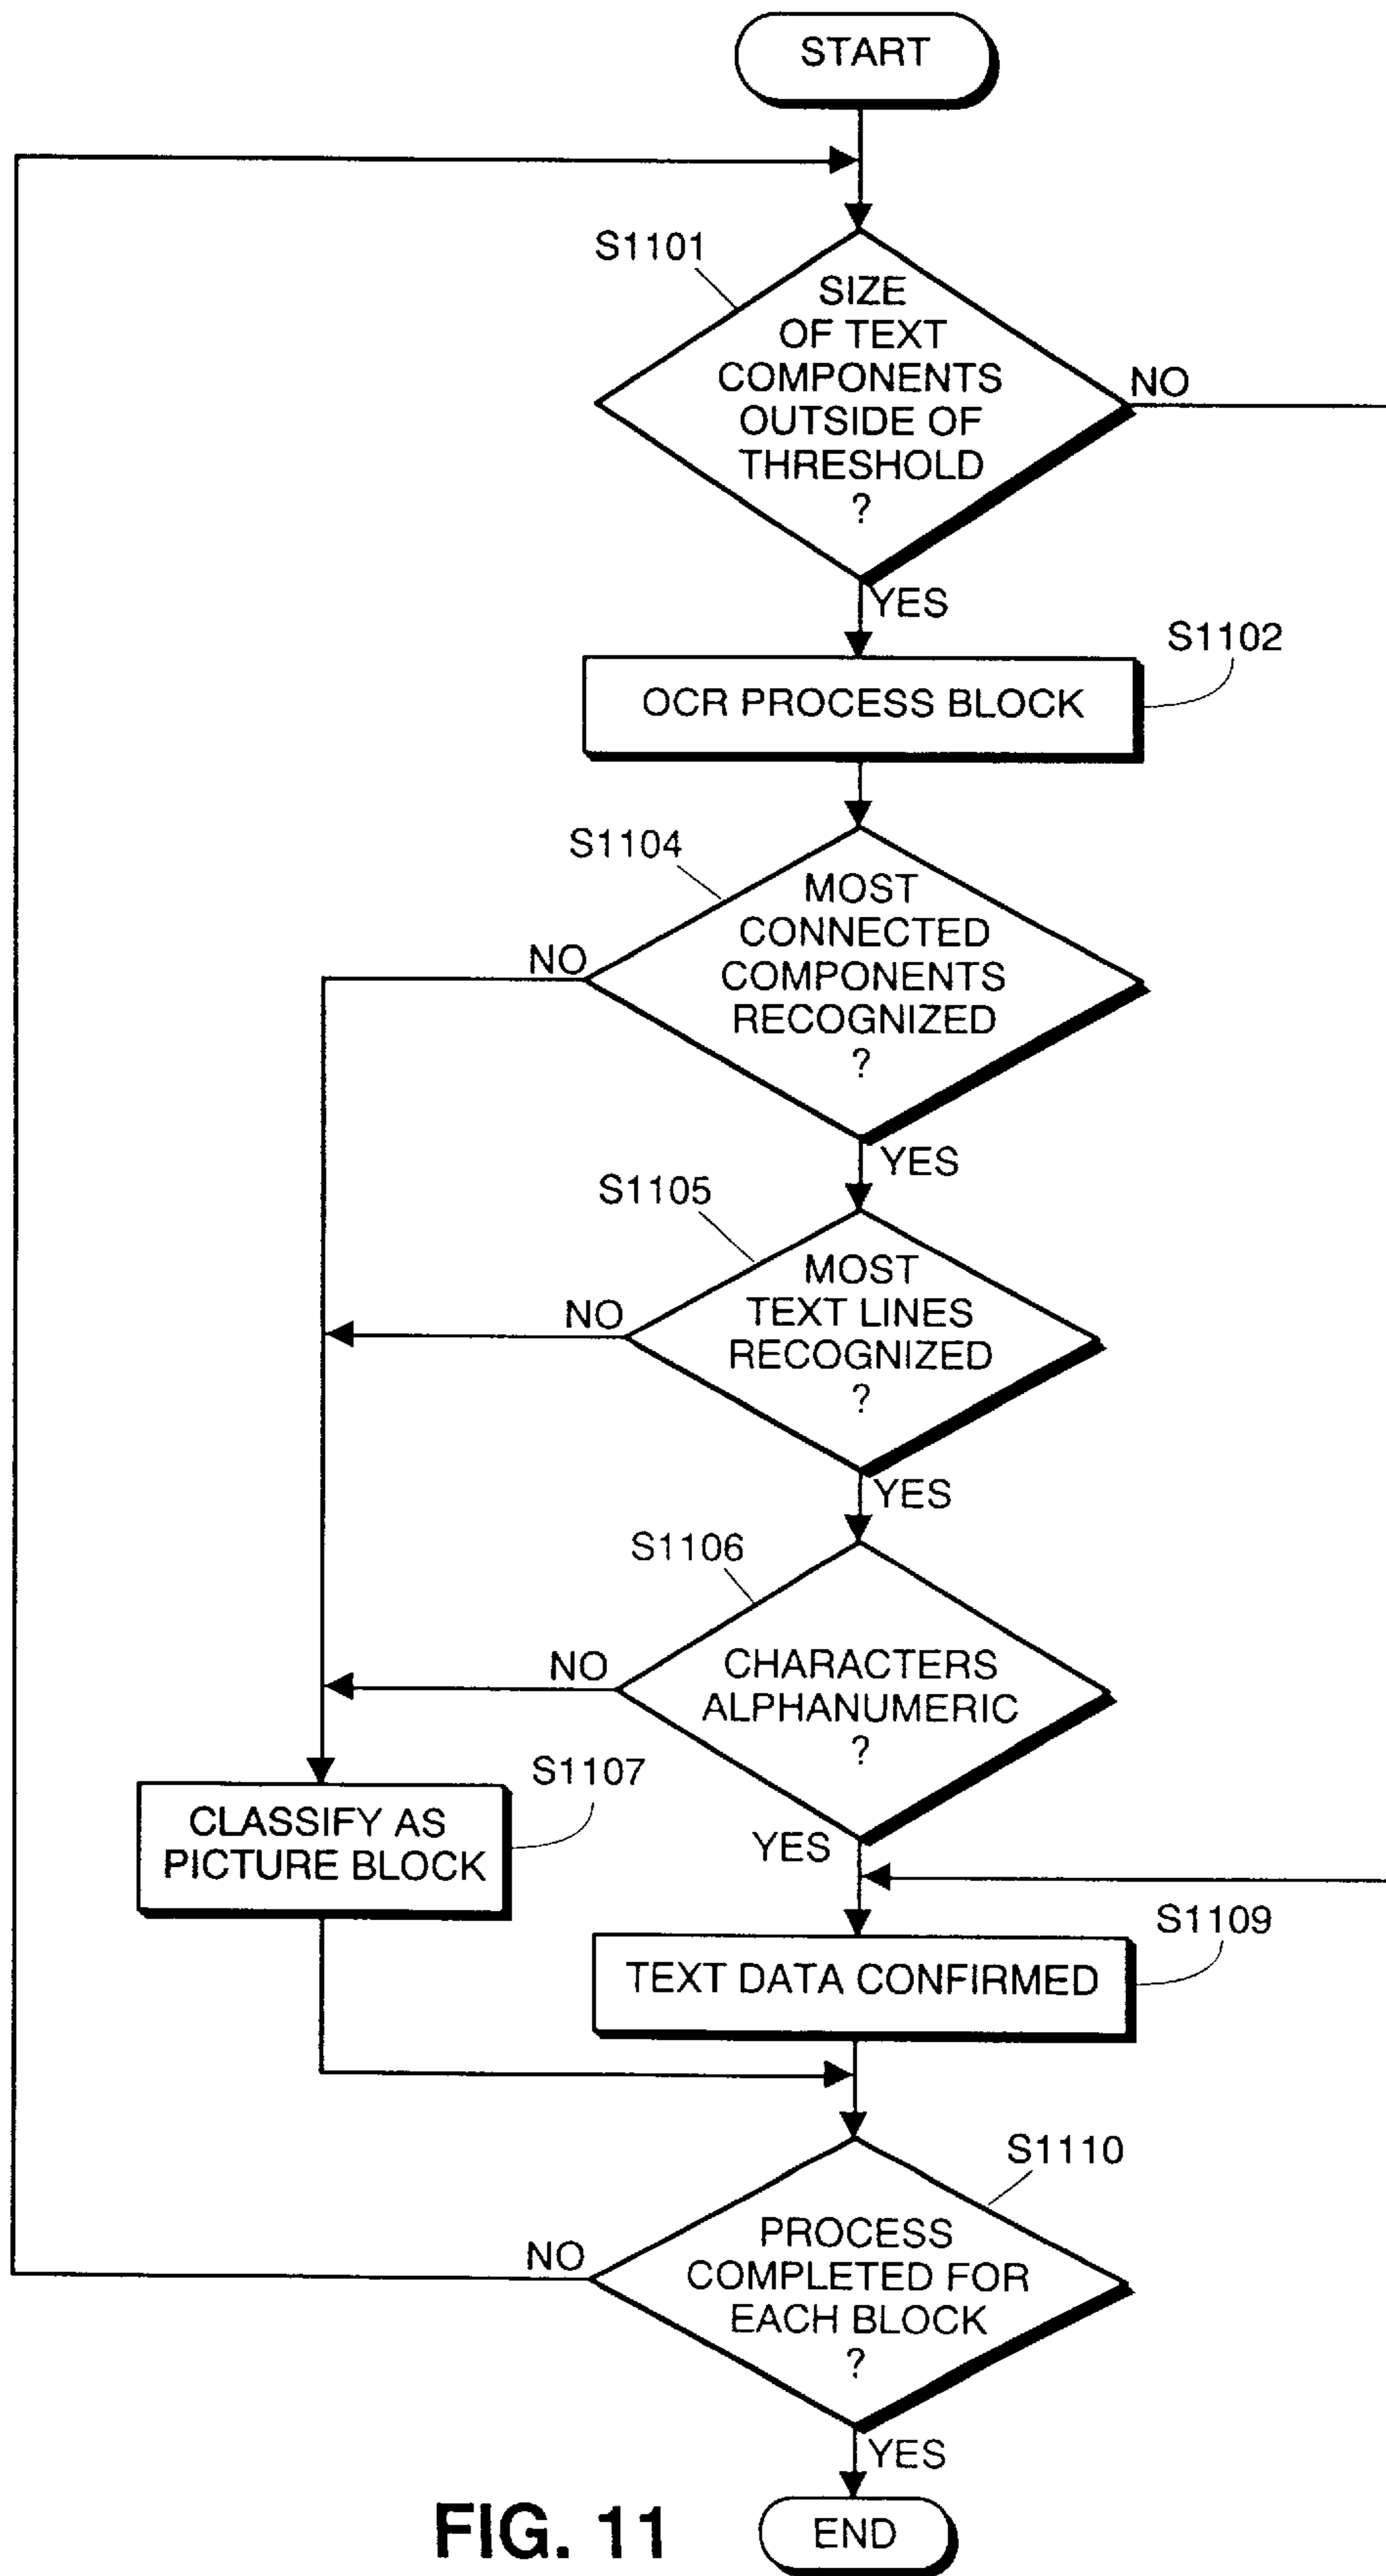 START
S1101
SIZE
OF TEXT
COMPONENTS
OUTSIDE OF
THRESHOLD
?
NO
YES
S1102
OCR PROCESS BLOCK
S1104
MOST
CONNECTED
COMPONENTS
RECOGNIZED
?
NO
YES
S1105
MOST
TEXT LINES
RECOGNIZED
?
NO
YES
S1106
CHARACTERS
ALPHANUMERIC
?
NO
YES
S1107
CLASSIFY AS
PICTURE BLOCK
S1109
TEXT DATA CONFIRMED
S1110
PROCESS
COMPLETED FOR
EACH BLOCK
?
NO
YES
END
FIG. 11